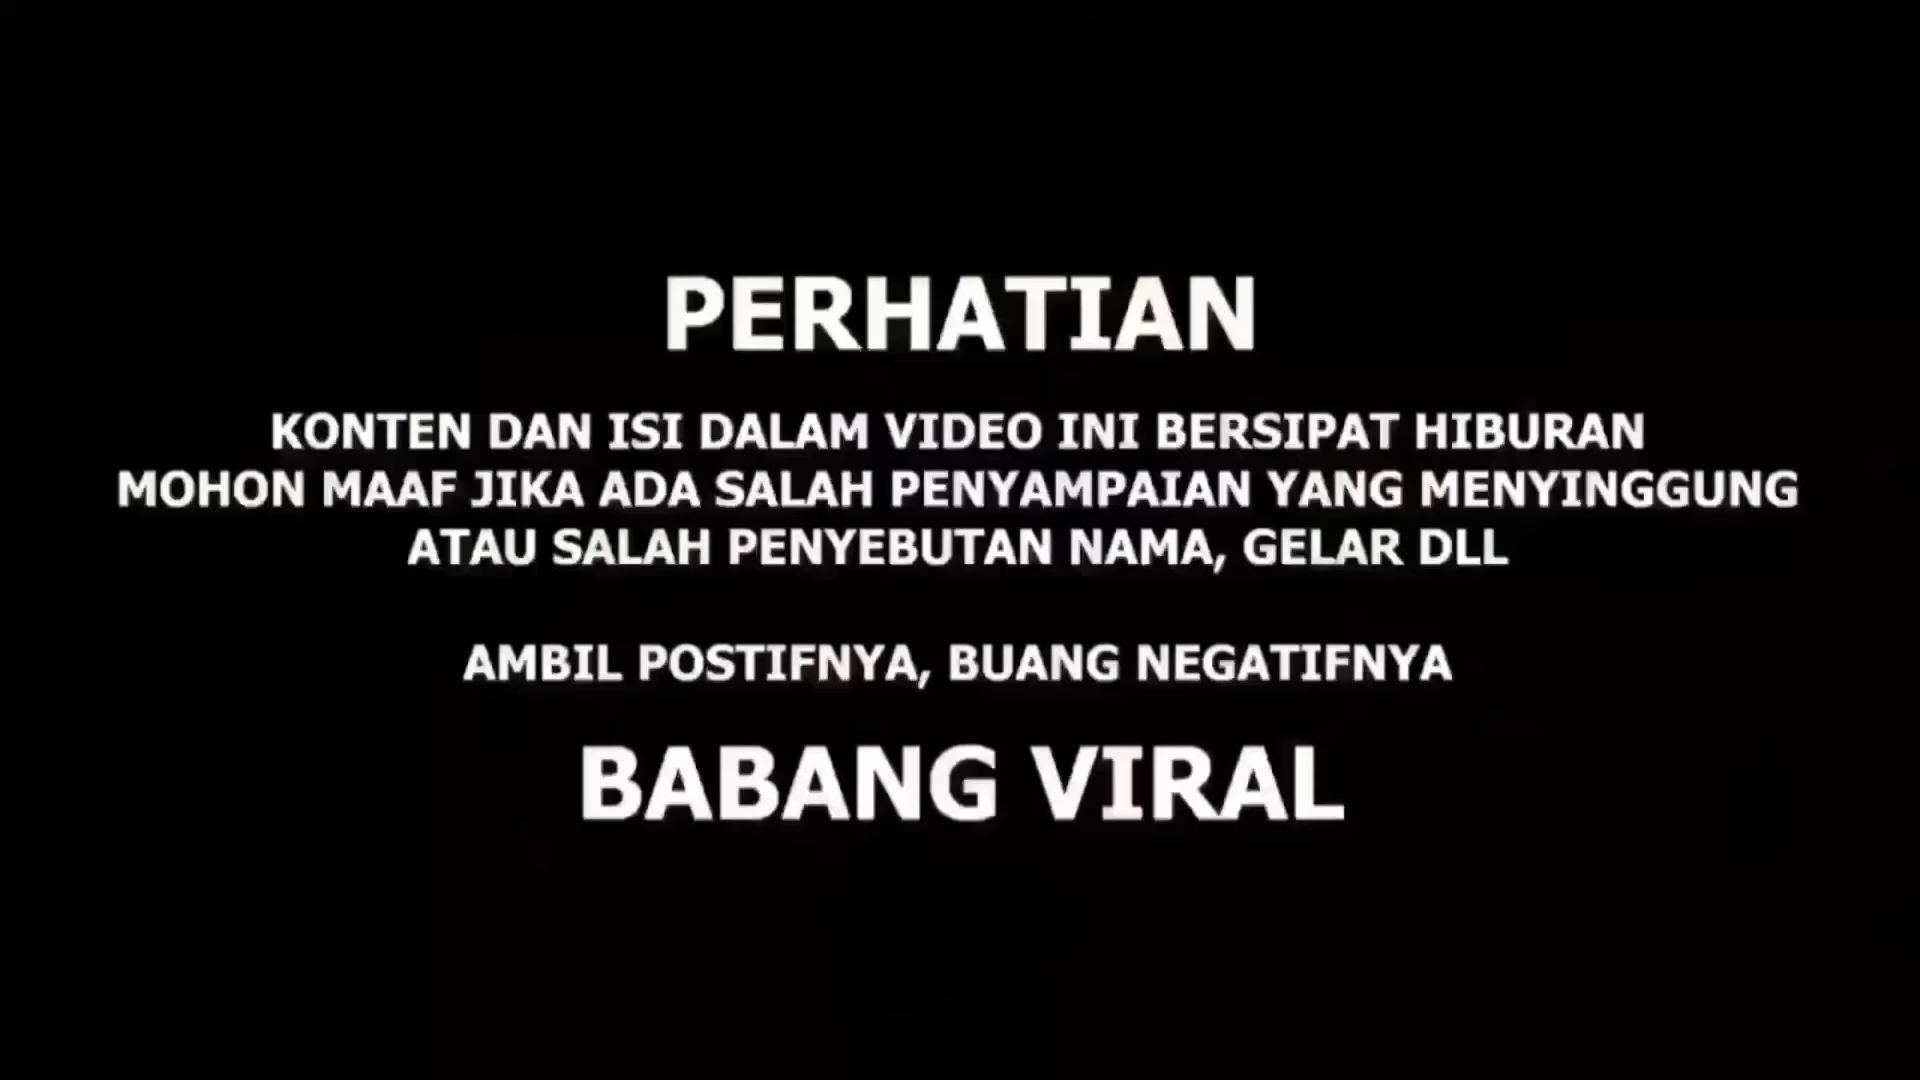 PERHATIAN
KONTEN DAN ISI DALAM VIDEO INI BERSIPAT HIBURAN
MOHON MAAF JIKA ADA SALAH PENYAMPAIAN YANG MENYINGGUNG
ATAU SALAH PENYEBUTAN NAMA, GELAR DLL
AMBIL POSTIFNYA, BUANG NEGATIFNYA
BABANG VIRAL